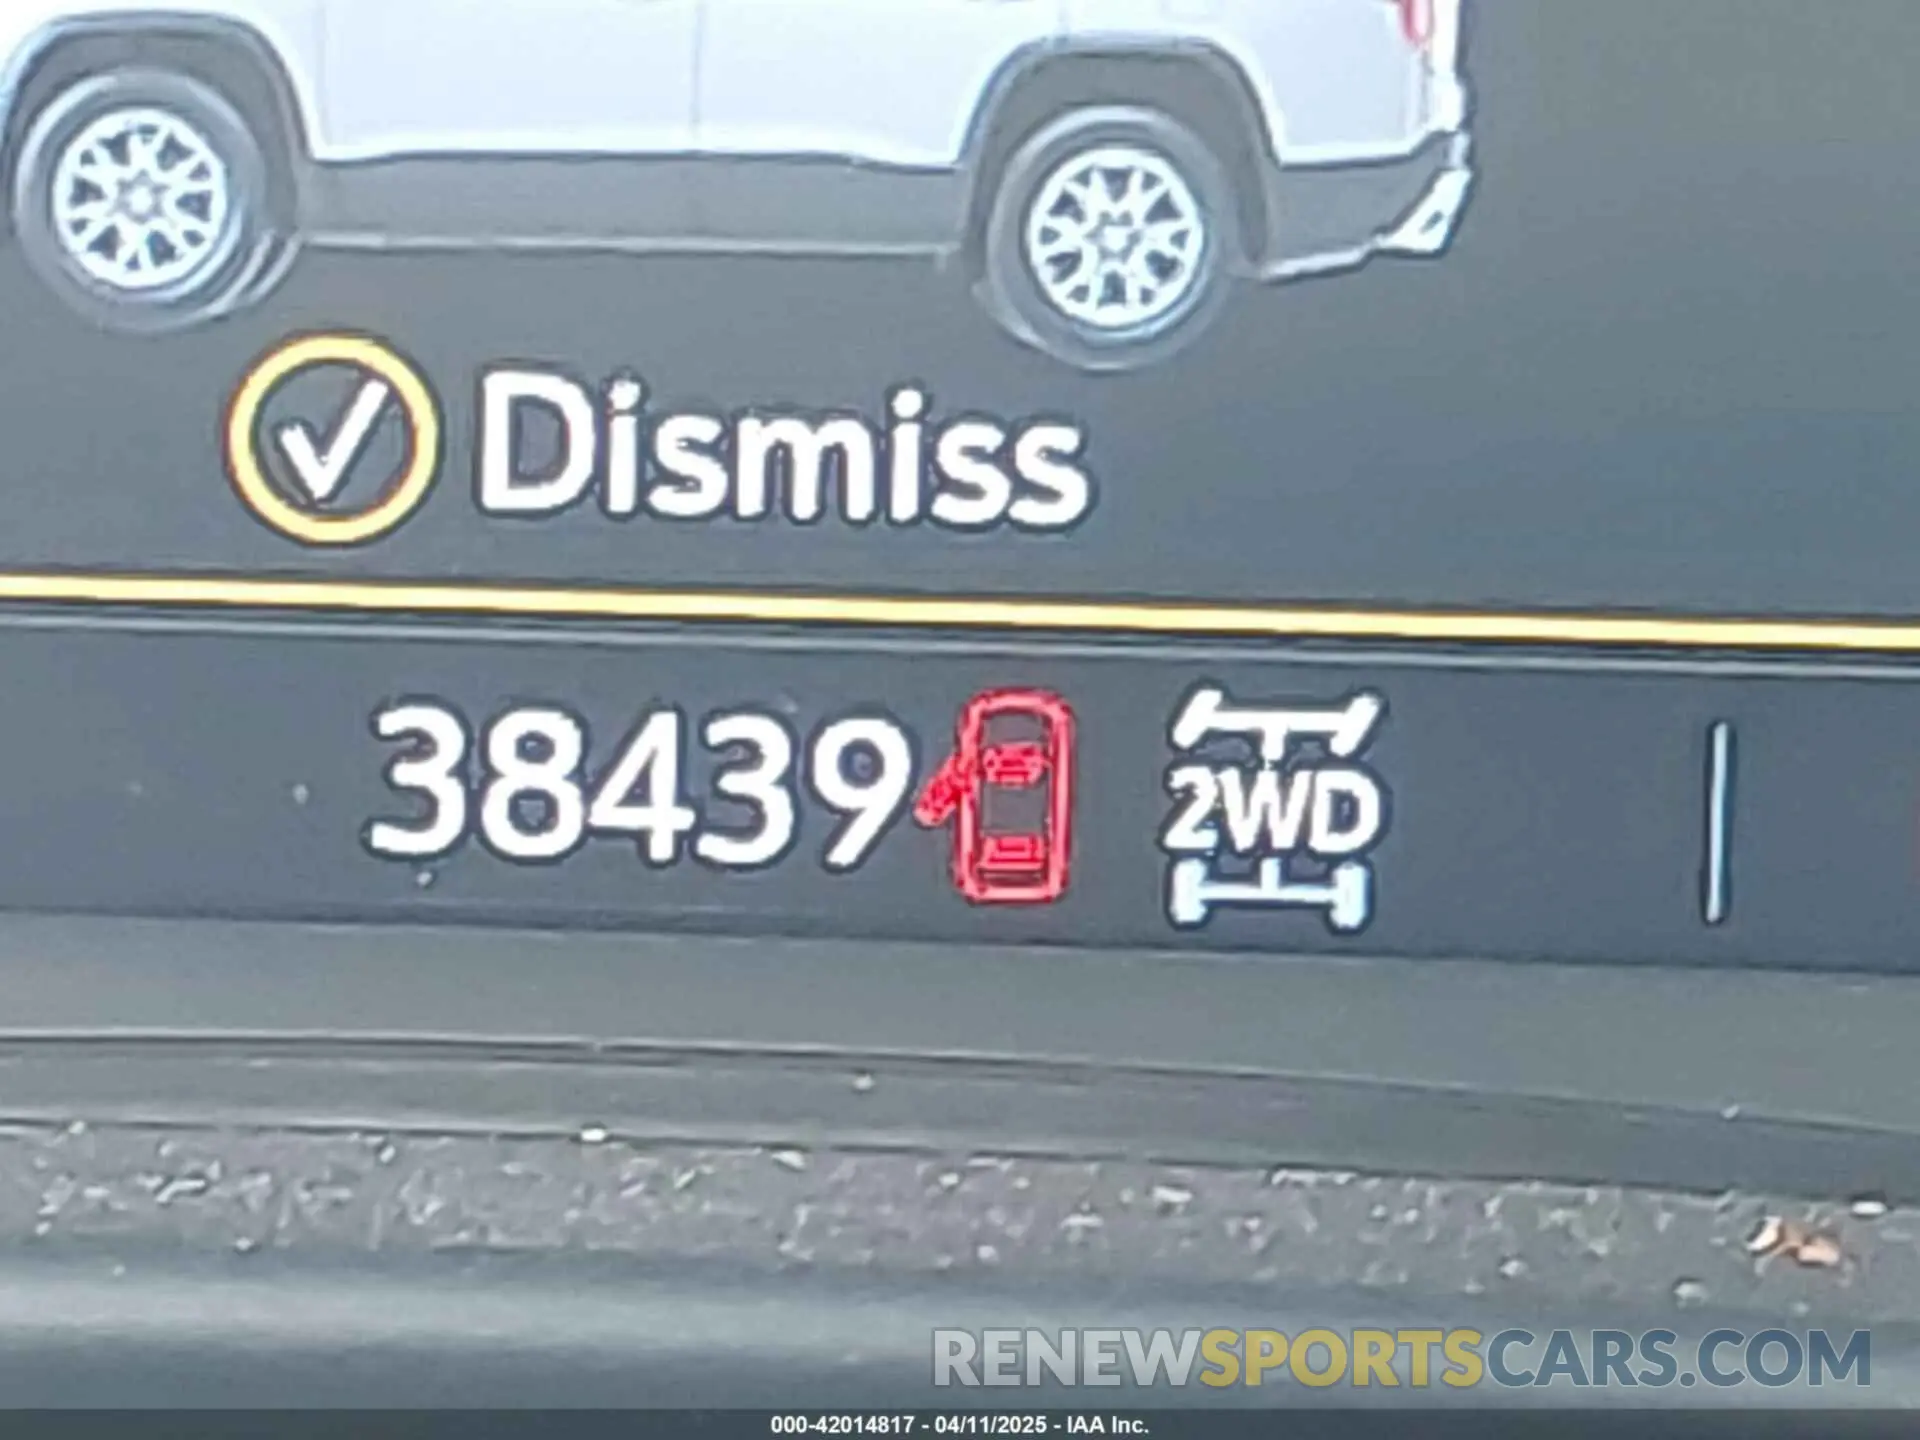 Dismiss
38439
2WD
RENEWSPORTSCARS.COM
000-42014817 - 04/11/2025 - IAA Inc.